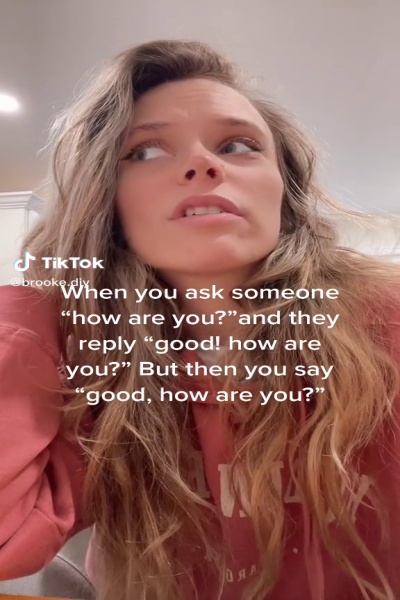 TikTok
@brooke.diy
When you ask someone
“how are you?”and they
reply “good! how are
you?” But then you say
“good, how are you?”